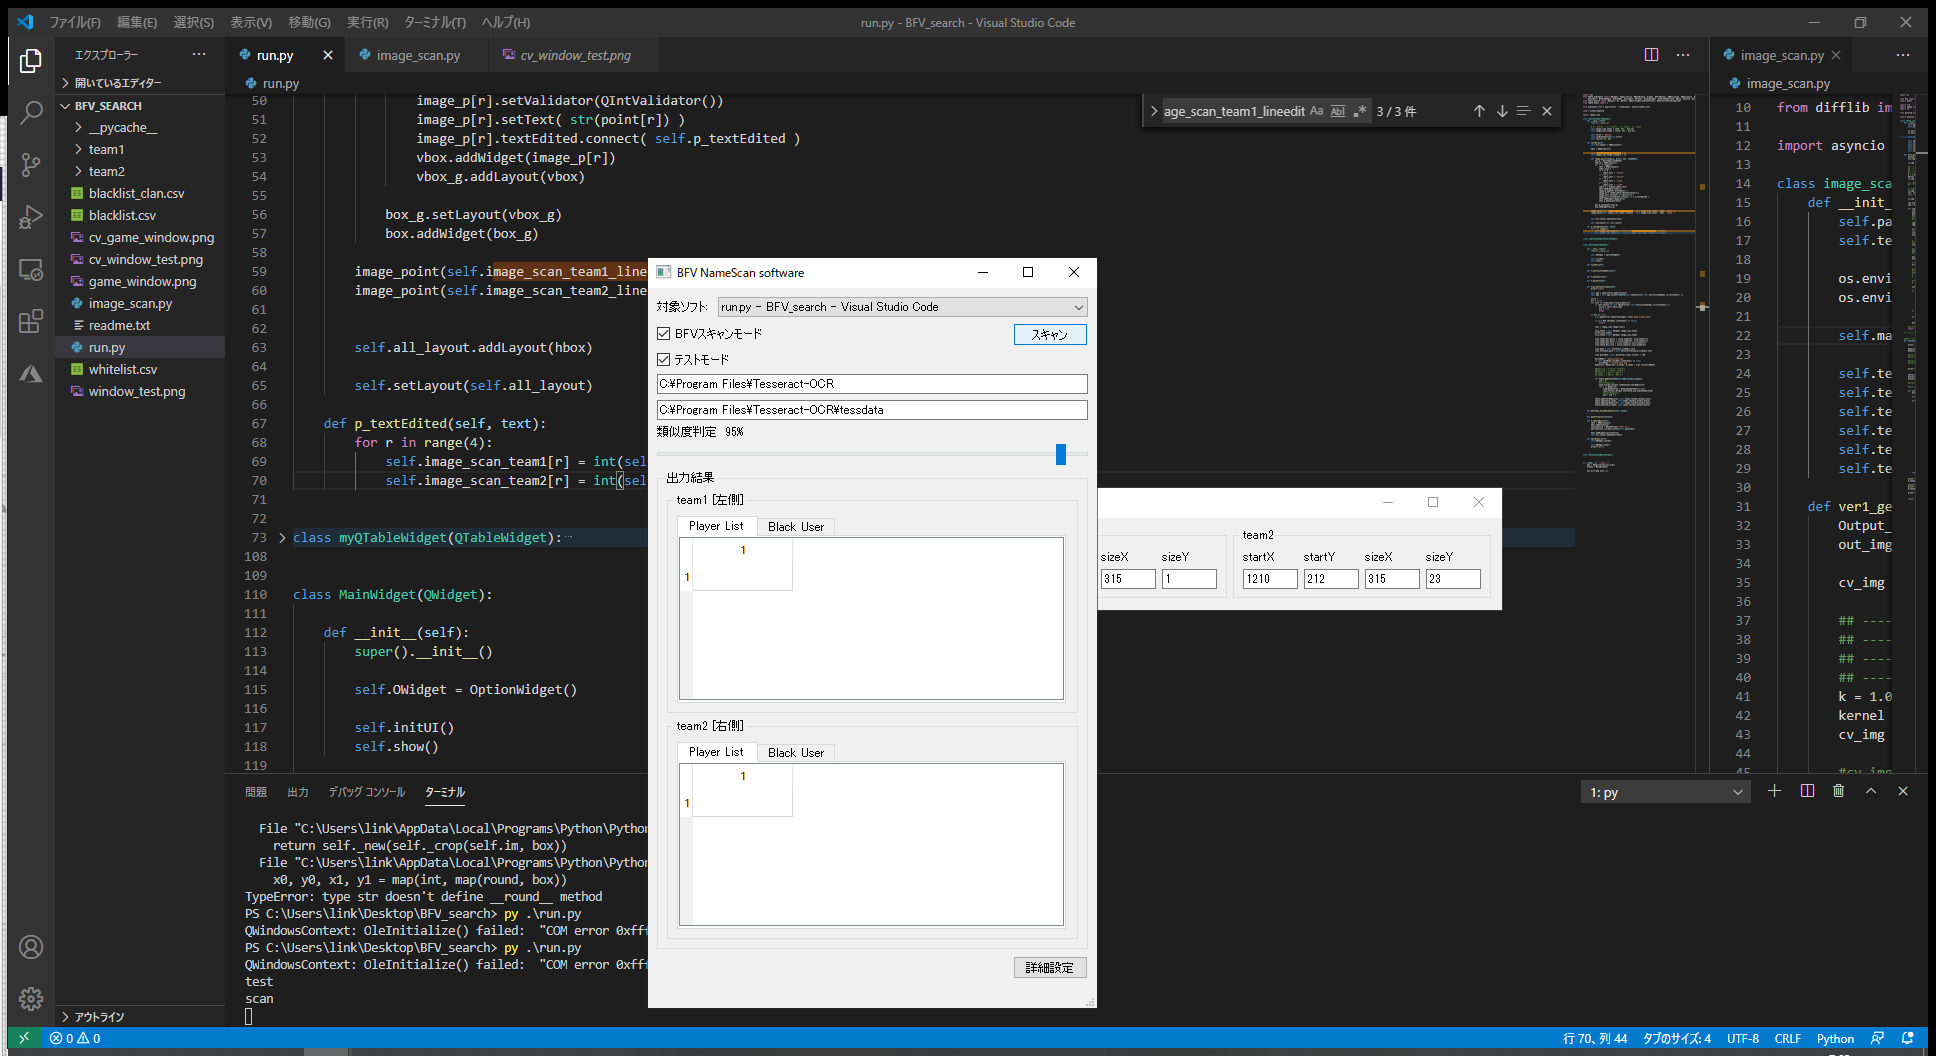 ファイル(F) 編集(E) 選択(S) 表示(V) 移動(G) 実行(R) ターミナル(T) ヘルプ(H)
run.py - BFV_search - Visual Studio Code
エクスプローラー
開いているエディター
BFV_SEARCH
__pycache__
team1
team2
blacklist_clan.csv
blacklist.csv
cv_game_window.png
cv_window_test.png
game_window.png
image_scan.py
readme.txt
run.py
whitelist.csv
window_test.png
アウトライン
run.py
image_scan.py
cv_window_test.png
run.py
age_scan_team1_lineedit
3 / 3 件
50 image_p[r].setValidator(QIntValidator())
51 image_p[r].setText( str(point[r]) )
52 image_p[r].textEdited.connect( self.p_textEdited )
53 vbox.addWidget(image_p[r])
54 vbox_g.addLayout(vbox)
55
56 box_g.setLayout(vbox_g)
57 box.addWidget(box_g)
58
59 image_point(self.image_scan_team1_line
60 image_point(self.image_scan_team2_line
61
62
63 self.all_layout.addLayout(hbox)
64
65 self.setLayout(self.all_layout)
66
67 def p_textEdited(self, text):
68 for r in range(4):
69 self.image_scan_team1[r] = int(sel
70 self.image_scan_team2[r] = int(sel
71
72
73 class myQTableWidget(QTableWidget):
108
109
110 class MainWidget(QWidget):
111
112 def __init__(self):
113 super().__init__()
114
115 self.OWidget = OptionWidget()
116
117 self.initUI()
118 self.show()
119
image_scan.py
image_scan.py
10 from difflib im
11
12 import asyncio
13
14 class image_sca
15 def __init_
16 self.pa
17 self.te
18
19 os.envi
20 os.envi
21
22 self.ma
23
24 self.te
25 self.te
26 self.te
27 self.te
28 self.te
29 self.te
30
31 def ver1_ge
32 Output_
33 out_img
34
35 cv_img
36
37 ## ----
38 ## ----
39 ## ----
40 ## ----
41 k = 1.0
42 kernel
43 cv_img
44
45 #cv_img
BFV NameScan software
対象ソフト: run.py - BFV_search - Visual Studio Code
BFVスキャンモード
スキャン
テストモード
C:¥Program Files¥Tesseract-OCR
C:¥Program Files¥Tesseract-OCR¥tessdata
類似度判定 95%
出力結果
team1 [左側]
Player List Black User
1
1
team2 [右側]
Player List Black User
1
1
詳細設定
sizeX sizeY
315 1
team2
startX startY sizeX sizeY
1210 212 315 23
問題 出力 デバッグ コンソール ターミナル
1: py
File "C:\Users\link\AppData\Local\Programs\Python\Python
return self._new(self._crop(self.im, box))
File "C:\Users\link\AppData\Local\Programs\Python\Python
x0, y0, x1, y1 = map(int, map(round, box))
TypeError: type str doesn't define __round__ method
PS C:\Users\link\Desktop\BFV_search> py .\run.py
QWindowsContext: OleInitialize() failed: "COM error 0xfff
PS C:\Users\link\Desktop\BFV_search> py .\run.py
QWindowsContext: OleInitialize() failed: "COM error 0xfff
test
scan
0 0
行 70、列 44 タブのサイズ: 4 UTF-8 CRLF Python